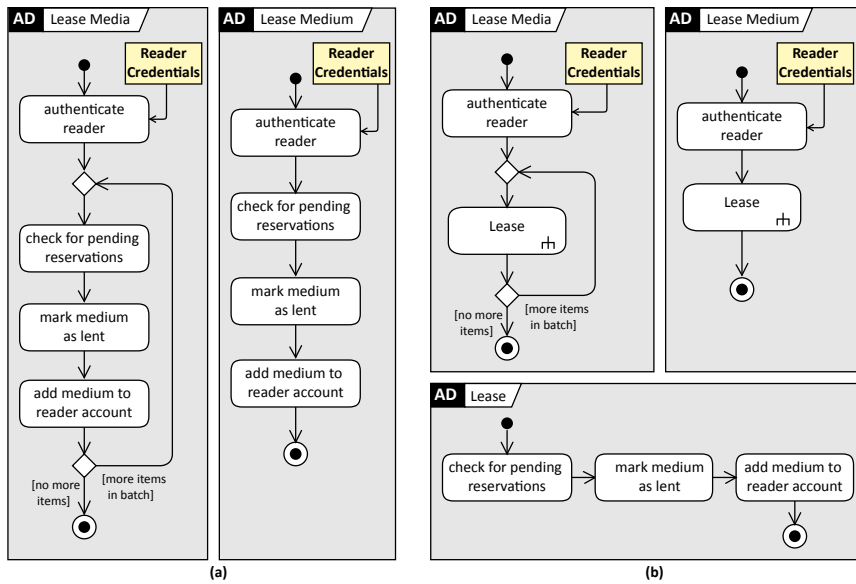 AD Lease Media
Reader
Credentials
authenticate
reader
check for pending
reservations
mark medium
as lent
add medium to
reader account
[no more
items]
[more items
in batch]
AD Lease Medium
Reader
Credentials
authenticate
reader
check for pending
reservations
mark medium
as lent
add medium to
reader account
(a)
AD Lease Media
Reader
Credentials
authenticate
reader
Lease
[no more
items]
[more items
in batch]
AD Lease Medium
Reader
Credentials
authenticate
reader
Lease
AD Lease
check for pending
reservations
mark medium
as lent
add medium to
reader account
(b)